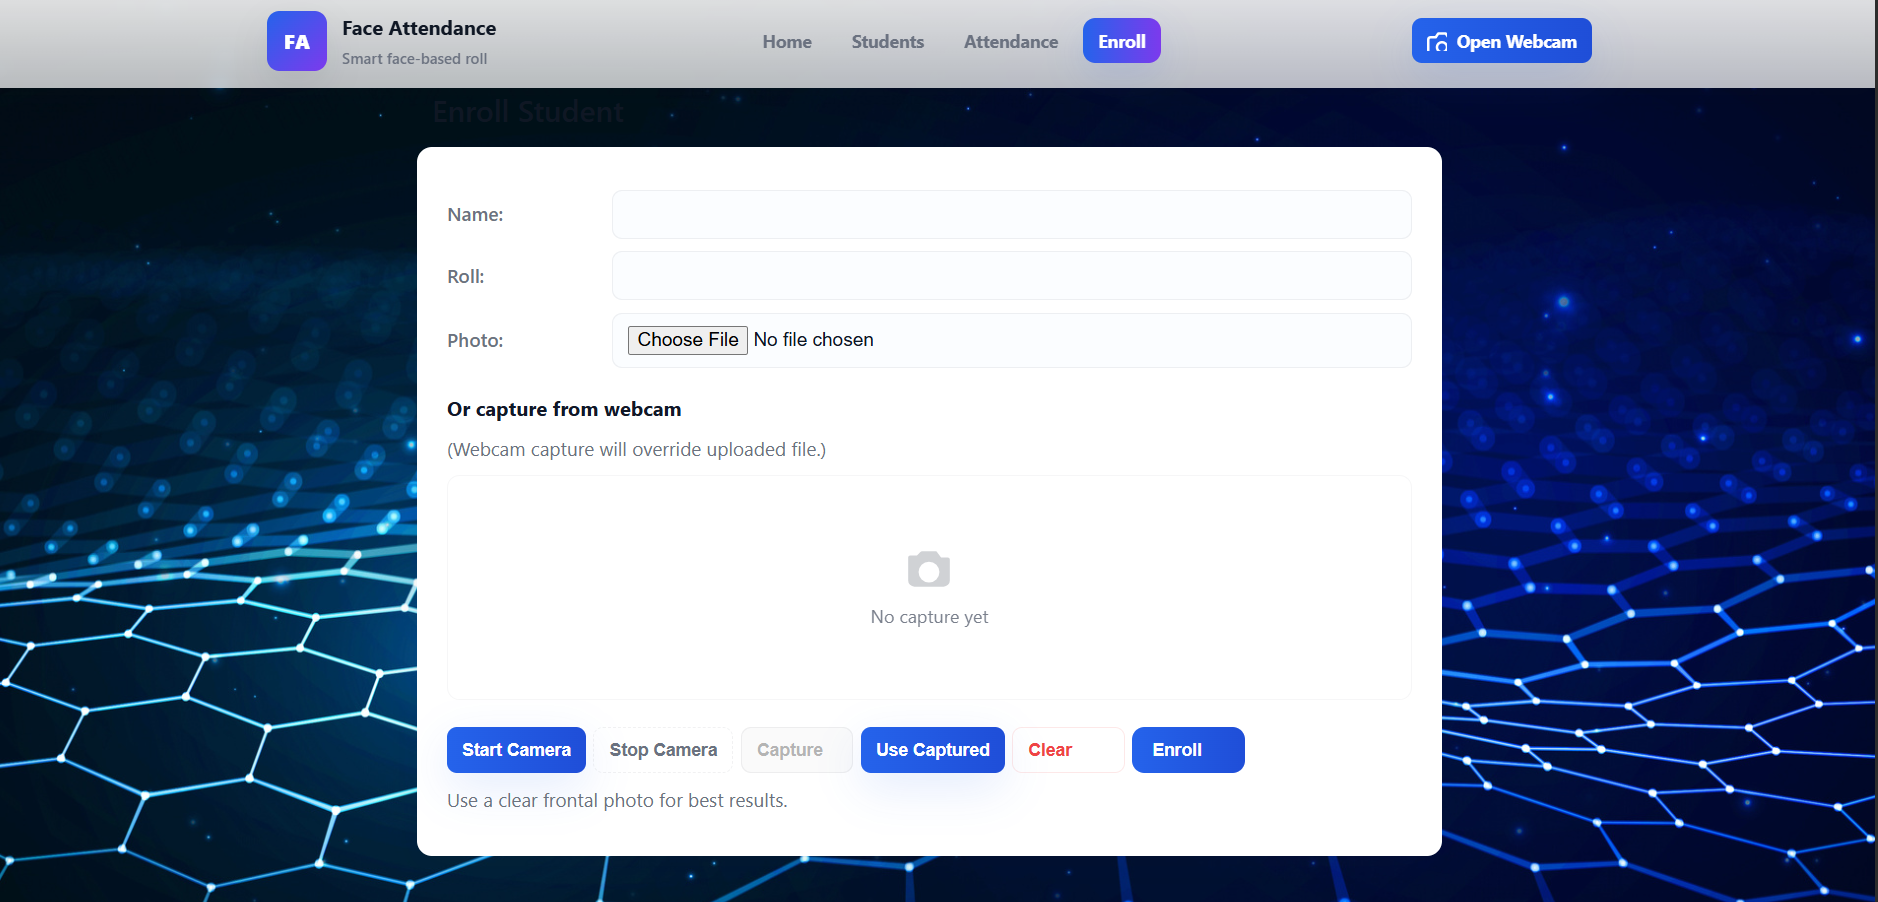 FA
Face Attendance
Smart face-based roll
Home
Students
Attendance
Enroll
Open Webcam
Enroll Student
Name:
Roll:
Photo:
Choose File No file chosen
Or capture from webcam
(Webcam capture will override uploaded file.)
No capture yet
Start Camera
Stop Camera
Capture
Use Captured
Clear
Enroll
Use a clear frontal photo for best results.